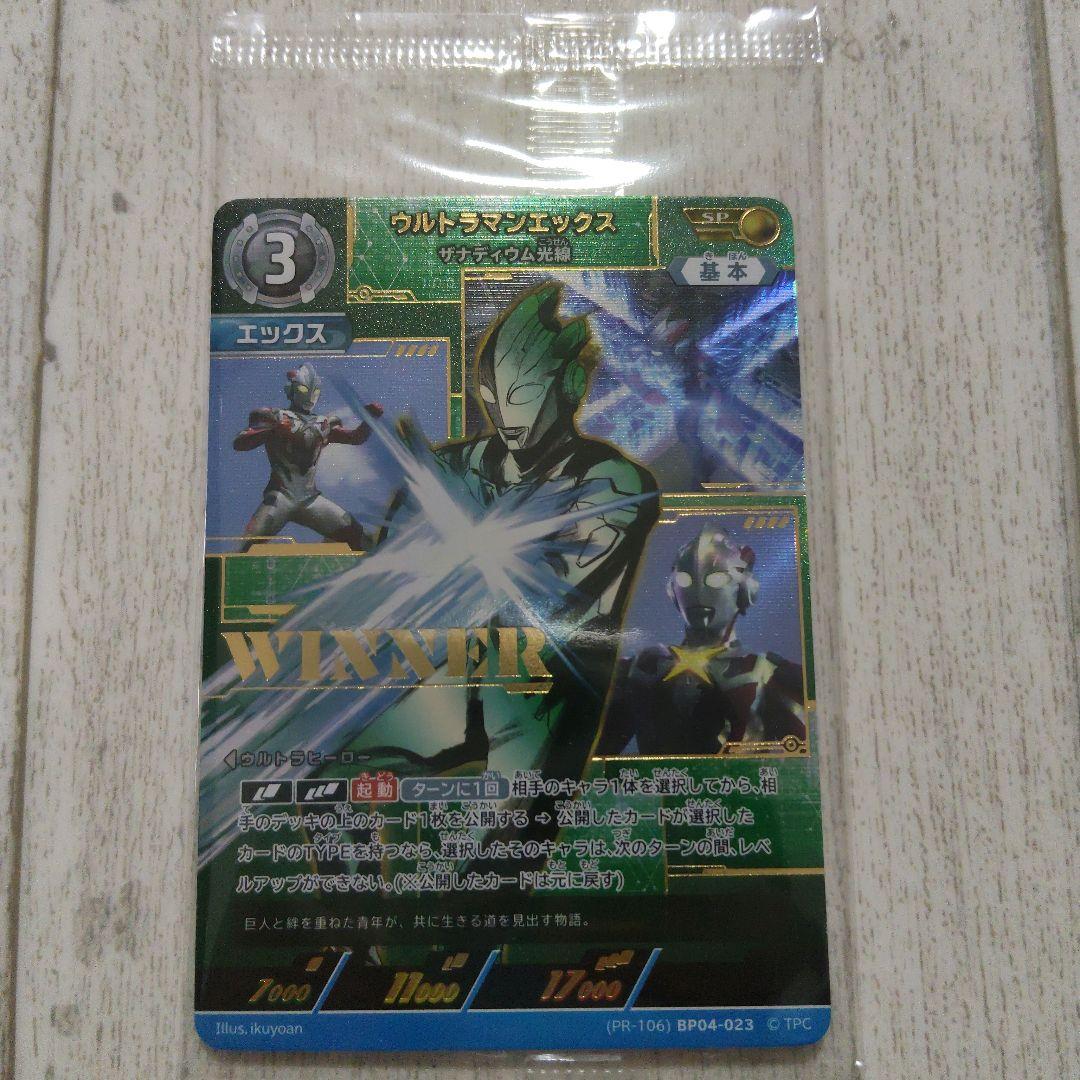 3
ウルトラマンエックス
ザナディウム光線
こうせん
SP
基本
きほん
エックス
WINNER
ウルトラヒーロー
起動 ターンに1回 相手のキャラ1体を選択してから、相
手のデッキの上のカード1枚を公開する → 公開したカードが選択した
カードのTYPEを持つなら、選択したそのキャラは、次のターンの間、レベ
ルアップができない。(※公開したカードは元に戻す)
巨人と絆を重ねた青年が、共に生きる道を見出す物語。
7000 11000 17000
Illus. ikuyoan
(PR-106) BP04-023 © TPC